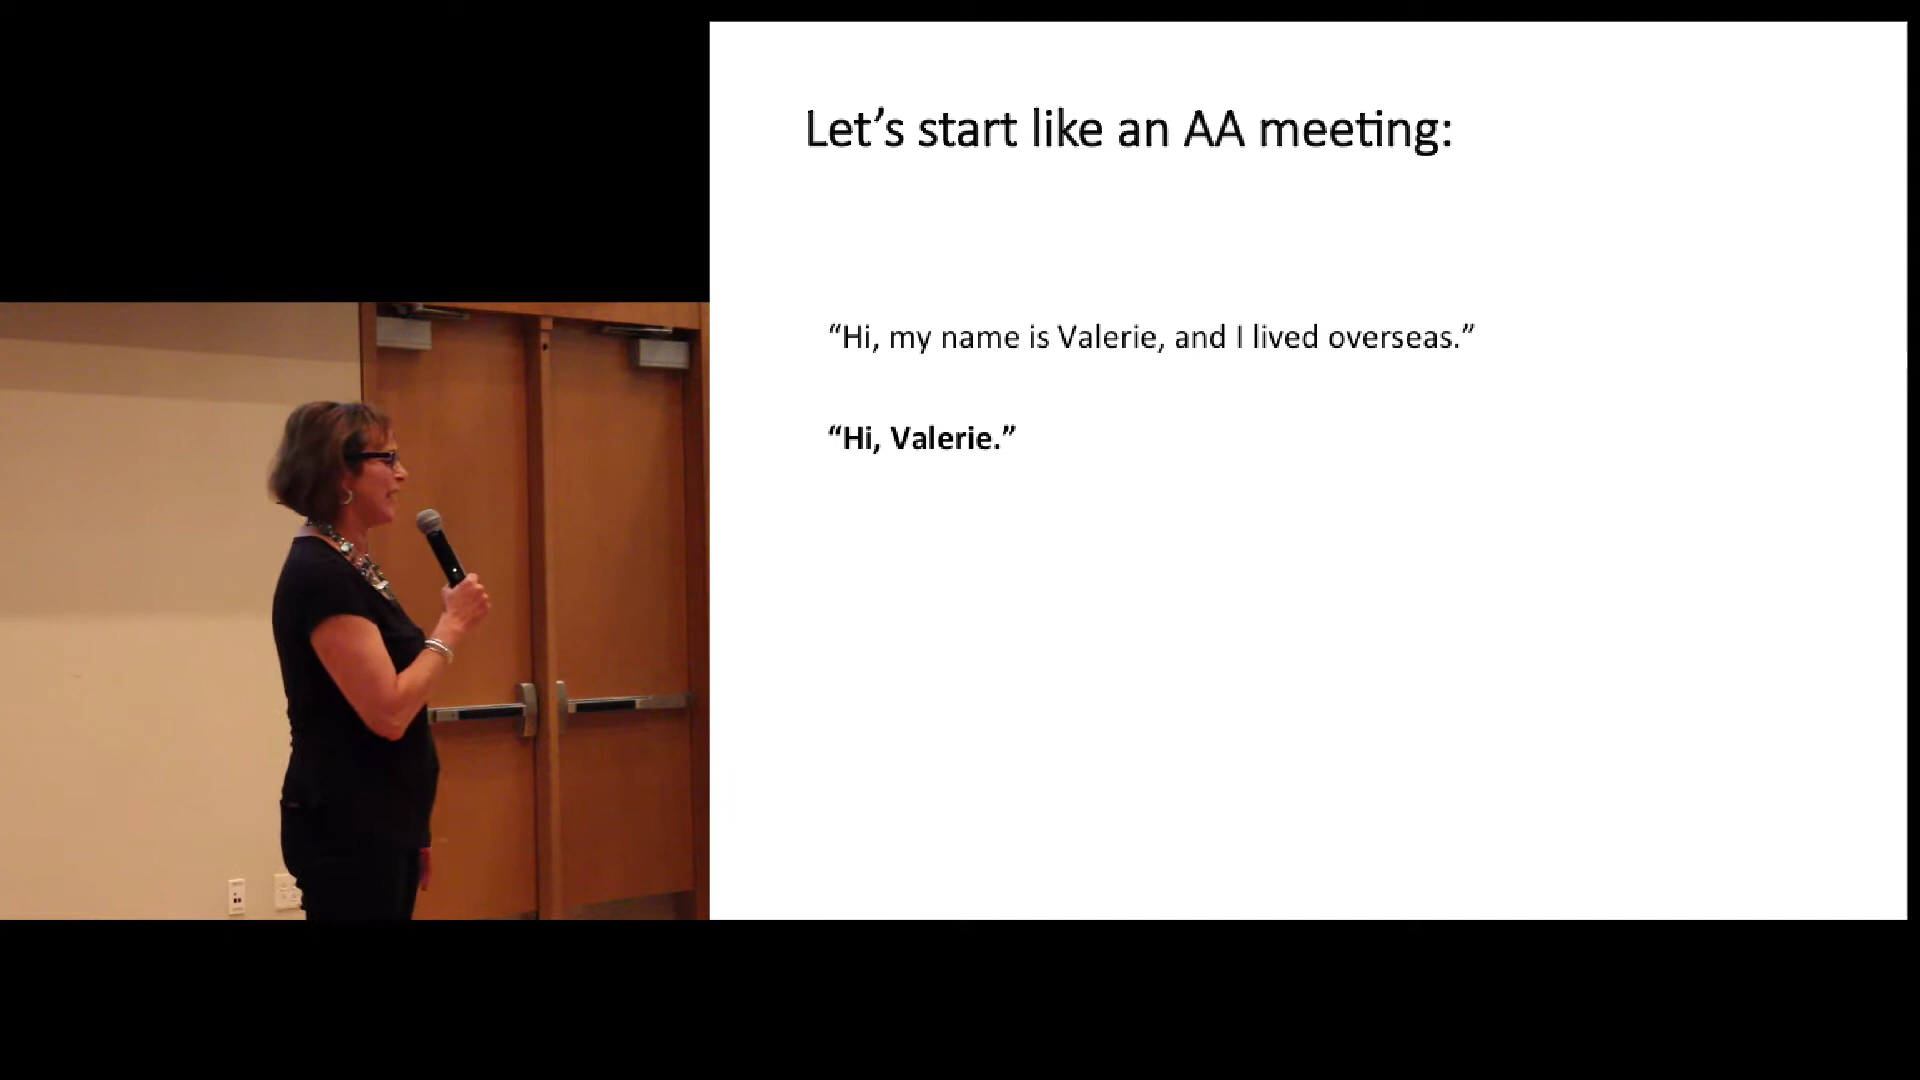 Let’s start like an AA meeting:
“Hi, my name is Valerie, and I lived overseas.”
“Hi, Valerie.”